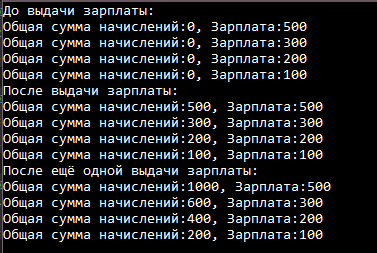 До выдачи зарплаты:
Общая сумма начислений:0, Зарплата:500
Общая сумма начислений:0, Зарплата:300
Общая сумма начислений:0, Зарплата:200
Общая сумма начислений:0, Зарплата:100
После выдачи зарплаты:
Общая сумма начислений:500, Зарплата:500
Общая сумма начислений:300, Зарплата:300
Общая сумма начислений:200, Зарплата:200
Общая сумма начислений:100, Зарплата:100
После ещё одной выдачи зарплаты:
Общая сумма начислений:1000, Зарплата:500
Общая сумма начислений:600, Зарплата:300
Общая сумма начислений:400, Зарплата:200
Общая сумма начислений:200, Зарплата:100